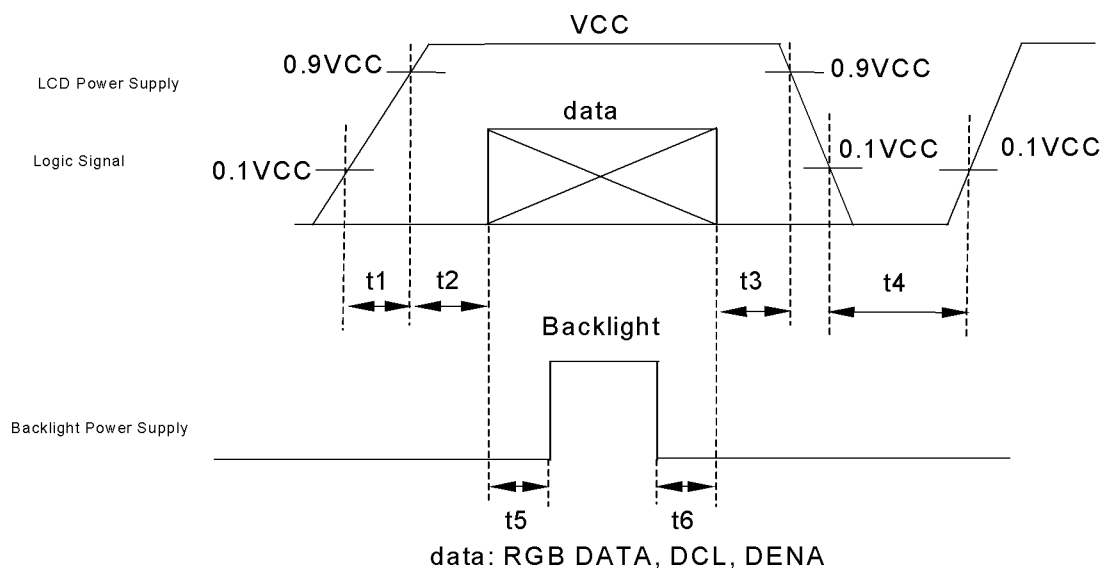 VCC
LCD Power Supply
0.9VCC
0.9VCC
data
Logic Signal
0.1VCC
0.1VCC
0.1VCC
t1
t2
t3
t4
Backlight
Backlight Power Supply
t5
t6
data: RGB DATA, DCL, DENA